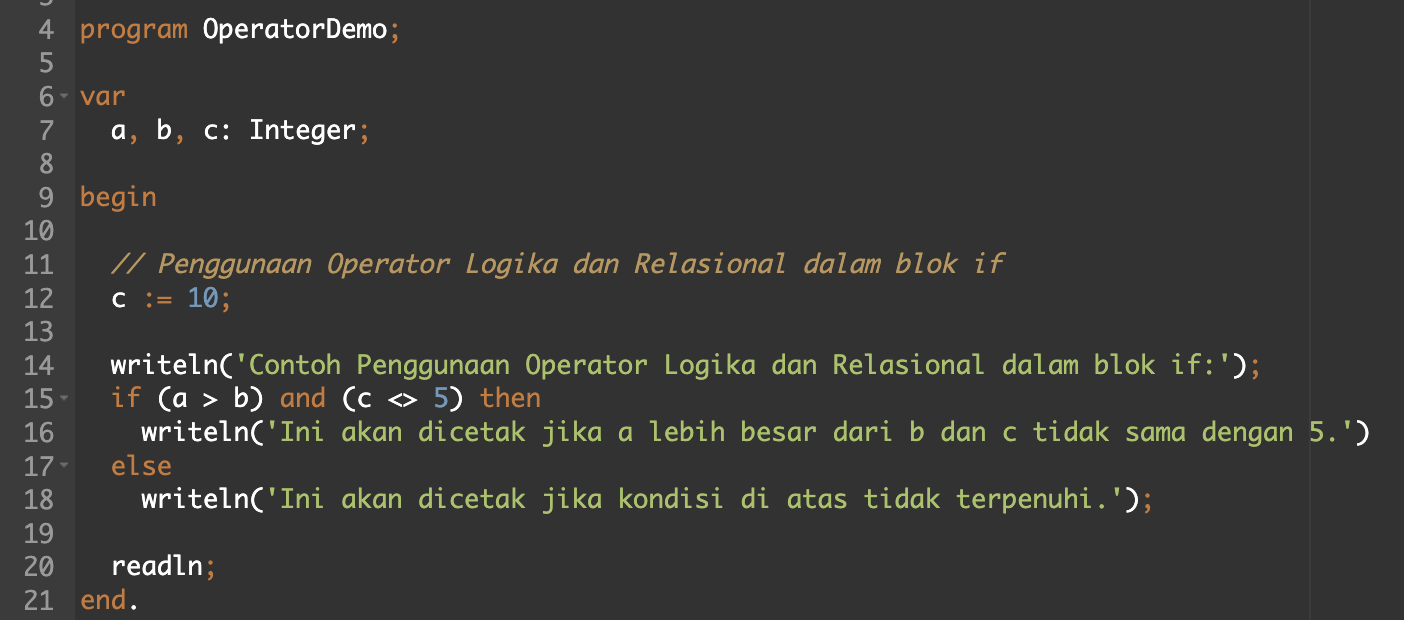 4 program OperatorDemo;
5
6 var
7   a, b, c: Integer;
8
9 begin
10
11   // Penggunaan Operator Logika dan Relasional dalam blok if
12   c := 10;
13
14   writeln('Contoh Penggunaan Operator Logika dan Relasional dalam blok if:');
15   if (a > b) and (c <> 5) then
16     writeln('Ini akan dicetak jika a lebih besar dari b dan c tidak sama dengan 5.')
17   else
18     writeln('Ini akan dicetak jika kondisi di atas tidak terpenuhi.');
19
20   readln;
21 end.